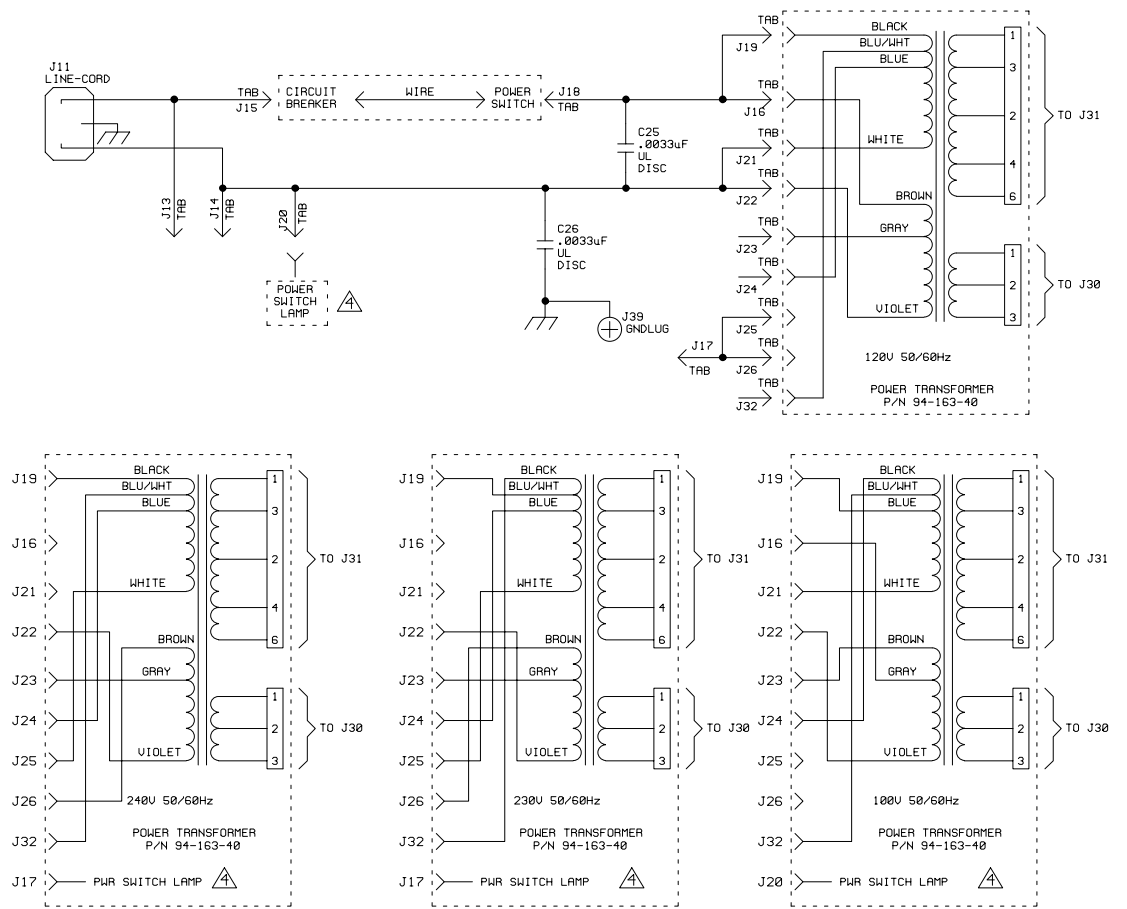 J11
LINE-CORD
TAB
J15
CIRCUIT
BREAKER
WIRE
POWER
SWITCH
J18
TAB
C25
.0033uF
UL
DISC
J13
TAB
J14
TAB
J20
TAB
POWER
SWITCH
LAMP
4
C26
.0033uF
UL
DISC
J39
GNDLUG
TAB
J19
TAB
J16
TAB
J21
TAB
J22
TAB
J23
TAB
J24
TAB
J25
J17
TAB
TAB
J26
TAB
J32
BLACK
BLU/WHT
BLUE
WHITE
BROWN
GRAY
VIOLET
1
3
2
4
6
TO J31
1
2
3
TO J30
120V 50/60Hz
POWER TRANSFORMER
P/N 94-163-40
J19
J16
J21
J22
J23
J24
J25
J26
J32
J17
BLACK
BLU/WHT
BLUE
WHITE
BROWN
GRAY
VIOLET
1
3
2
4
6
TO J31
1
2
3
TO J30
240V 50/60Hz
POWER TRANSFORMER
P/N 94-163-40
PWR SWITCH LAMP
4
J19
J16
J21
J22
J23
J24
J25
J26
J32
J17
BLACK
BLU/WHT
BLUE
WHITE
BROWN
GRAY
VIOLET
1
3
2
4
6
TO J31
1
2
3
TO J30
230V 50/60Hz
POWER TRANSFORMER
P/N 94-163-40
PWR SWITCH LAMP
4
J19
J16
J21
J22
J23
J24
J25
J26
J32
J20
BLACK
BLU/WHT
BLUE
WHITE
BROWN
GRAY
VIOLET
1
3
2
4
6
TO J31
1
2
3
TO J30
100V 50/60Hz
POWER TRANSFORMER
P/N 94-163-40
PWR SWITCH LAMP
4